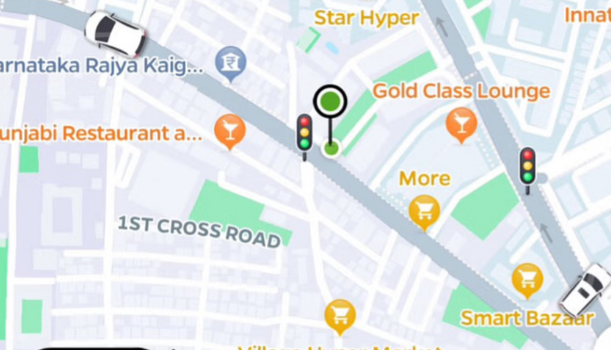 Star Hyper
Innat
arnataka Rajya Kaig...
Gold Class Lounge
unjabi Restaurant a...
More
1ST CROSS ROAD
Smart Bazaar